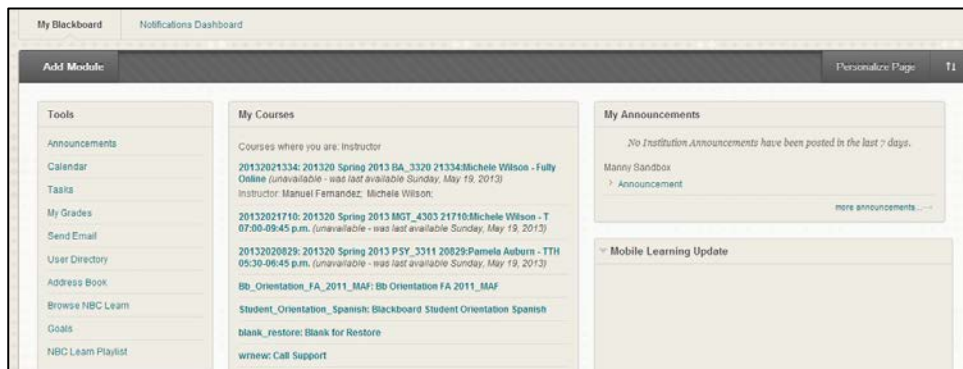 My Blackboard
Notifications Dashboard
Add Module
Personalize Page
Tools
Announcements
Calendar
Tasks
My Grades
Send Email
User Directory
Address Book
Browse NBC Learn
Goals
NBC Learn Playlist
My Courses
Courses where you are: Instructor
20132021334: 201320 Spring 2013 BA_3320 21334:Michele Wilson - Fully
Online (unavailable - was last available Sunday, May 19, 2013)
Instructor: Manuel Fernandez; Michele Wilson;
20132021710: 201320 Spring 2013 MGT_4303 21710:Michele Wilson - T
07:00-09:45 p.m. (unavailable - was last available Sunday, May 19, 2013)
20132020829: 201320 Spring 2013 PSY_3311 20829:Pamela Auburn - TTH
05:30-06:45 p.m. (unavailable - was last available Sunday, May 19, 2013)
Bb_Orientation_FA_2011_MAF: Bb Orientation FA 2011_MAF
Student_Orientation_Spanish: Blackboard Student Orientation Spanish
blank_restore: Blank for Restore
wrnew: Call Support
My Announcements
No Institution Announcements have been posted in the last 7 days.
Manny Sandbox
Announcement
more announcements...
Mobile Learning Update